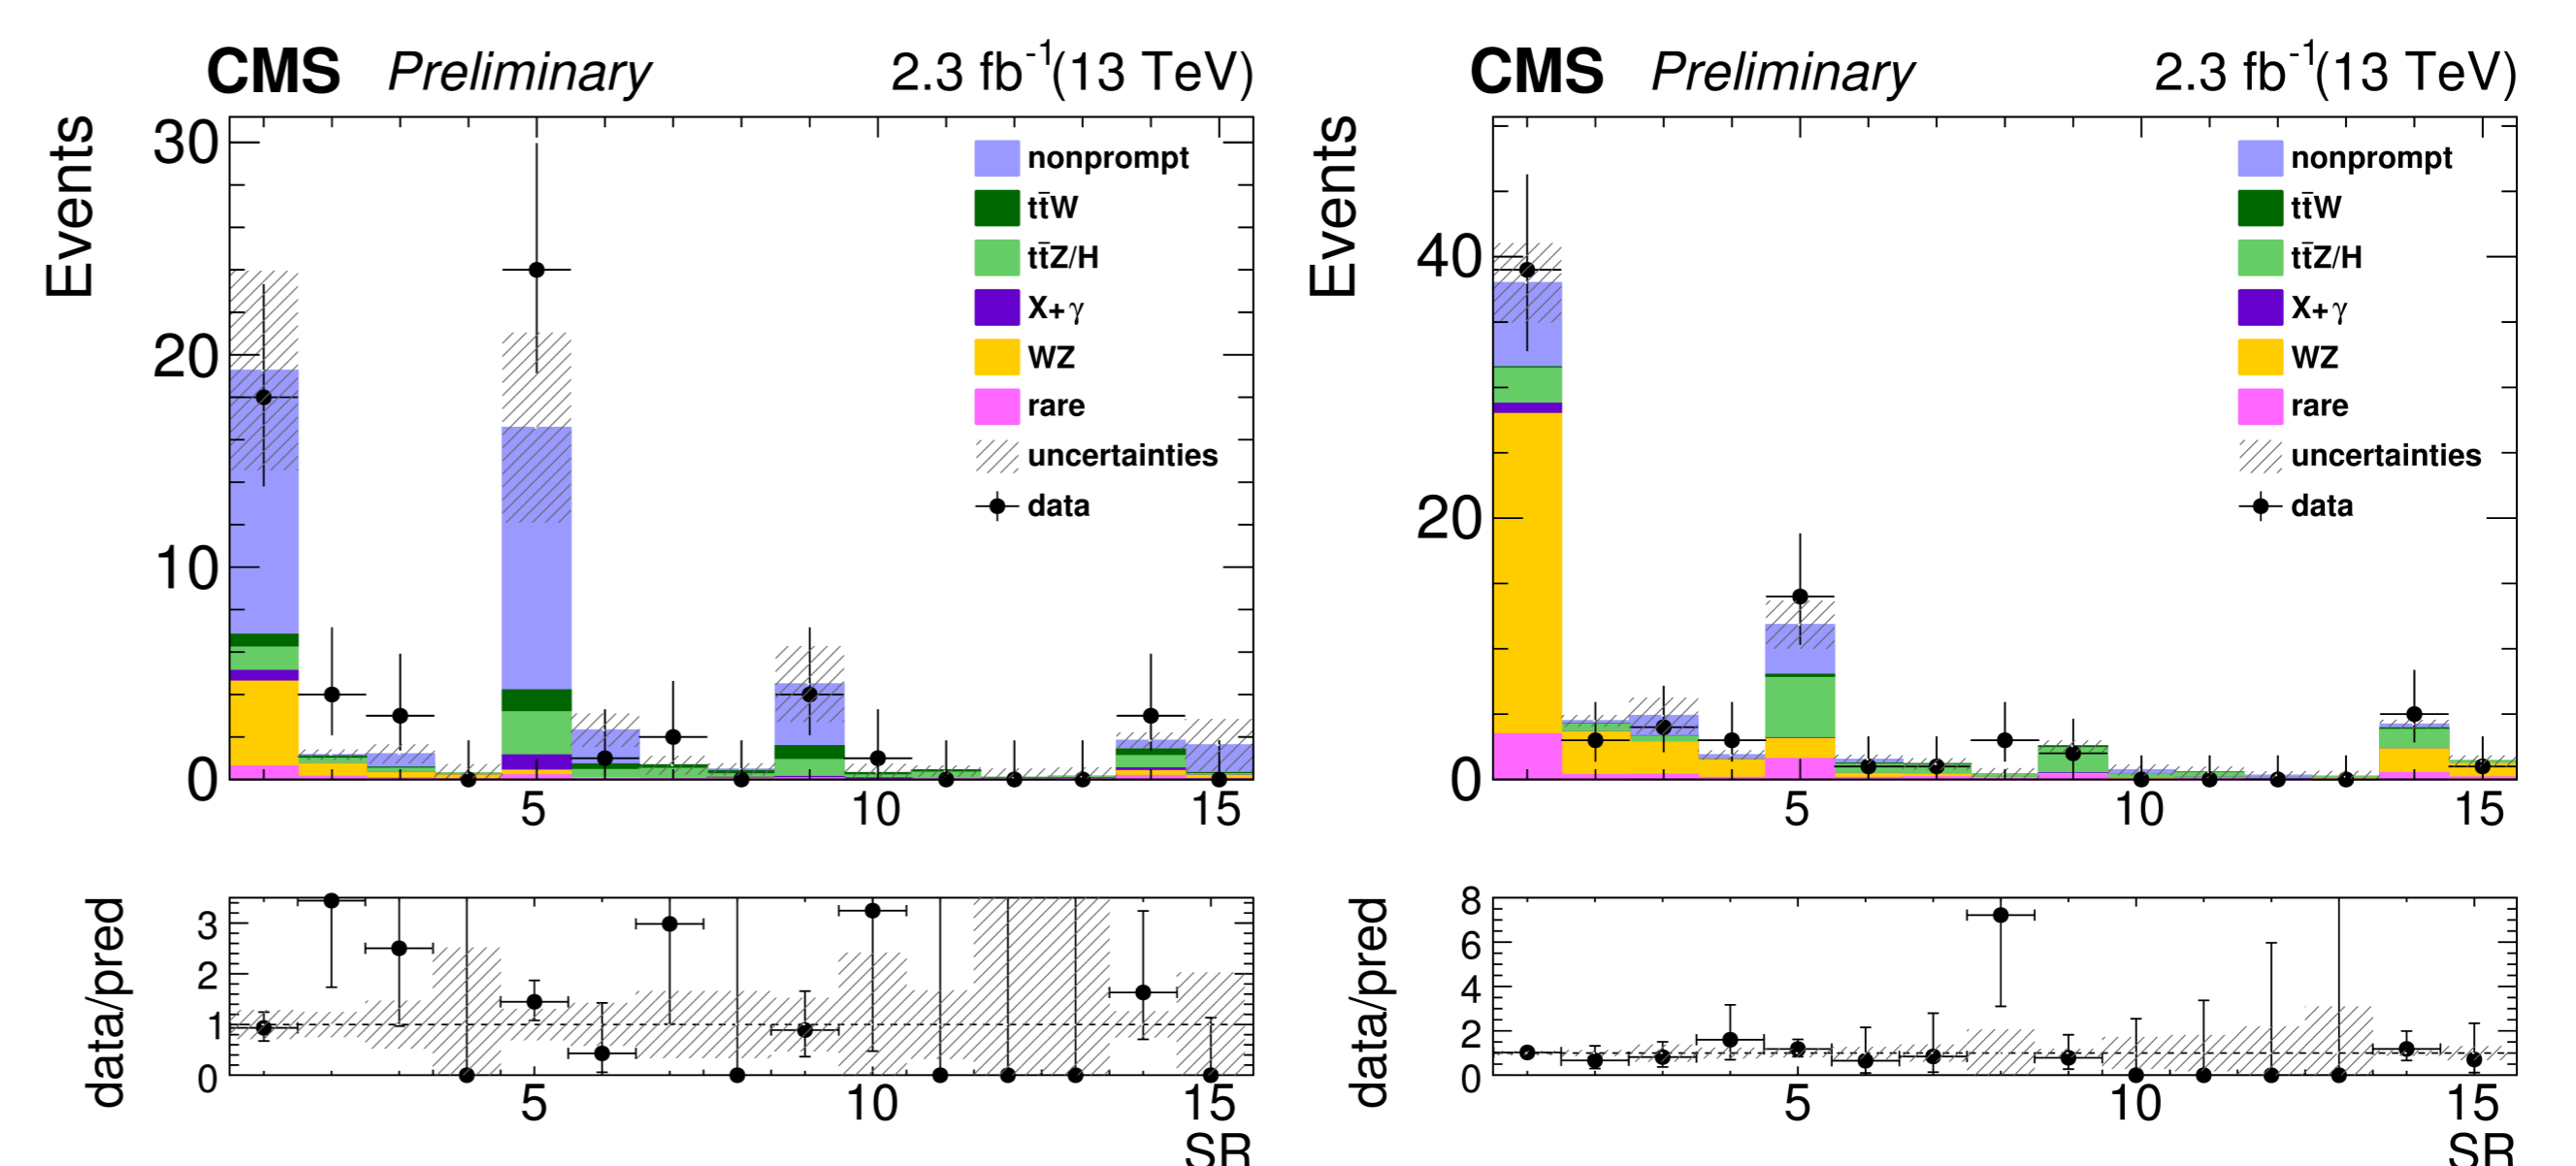 CMS Preliminary 2.3 fb-1(13 TeV)
Events
30
20
10
0
nonprompt
tt̄W
tt̄Z/H
X+γ
WZ
rare
uncertainties
data
5 10 15
data/pred
3
2
1
0
5 10 15
SR
CMS Preliminary 2.3 fb-1(13 TeV)
Events
40
20
0
nonprompt
tt̄W
tt̄Z/H
X+γ
WZ
rare
uncertainties
data
5 10 15
data/pred
8
6
4
2
0
5 10 15
SR